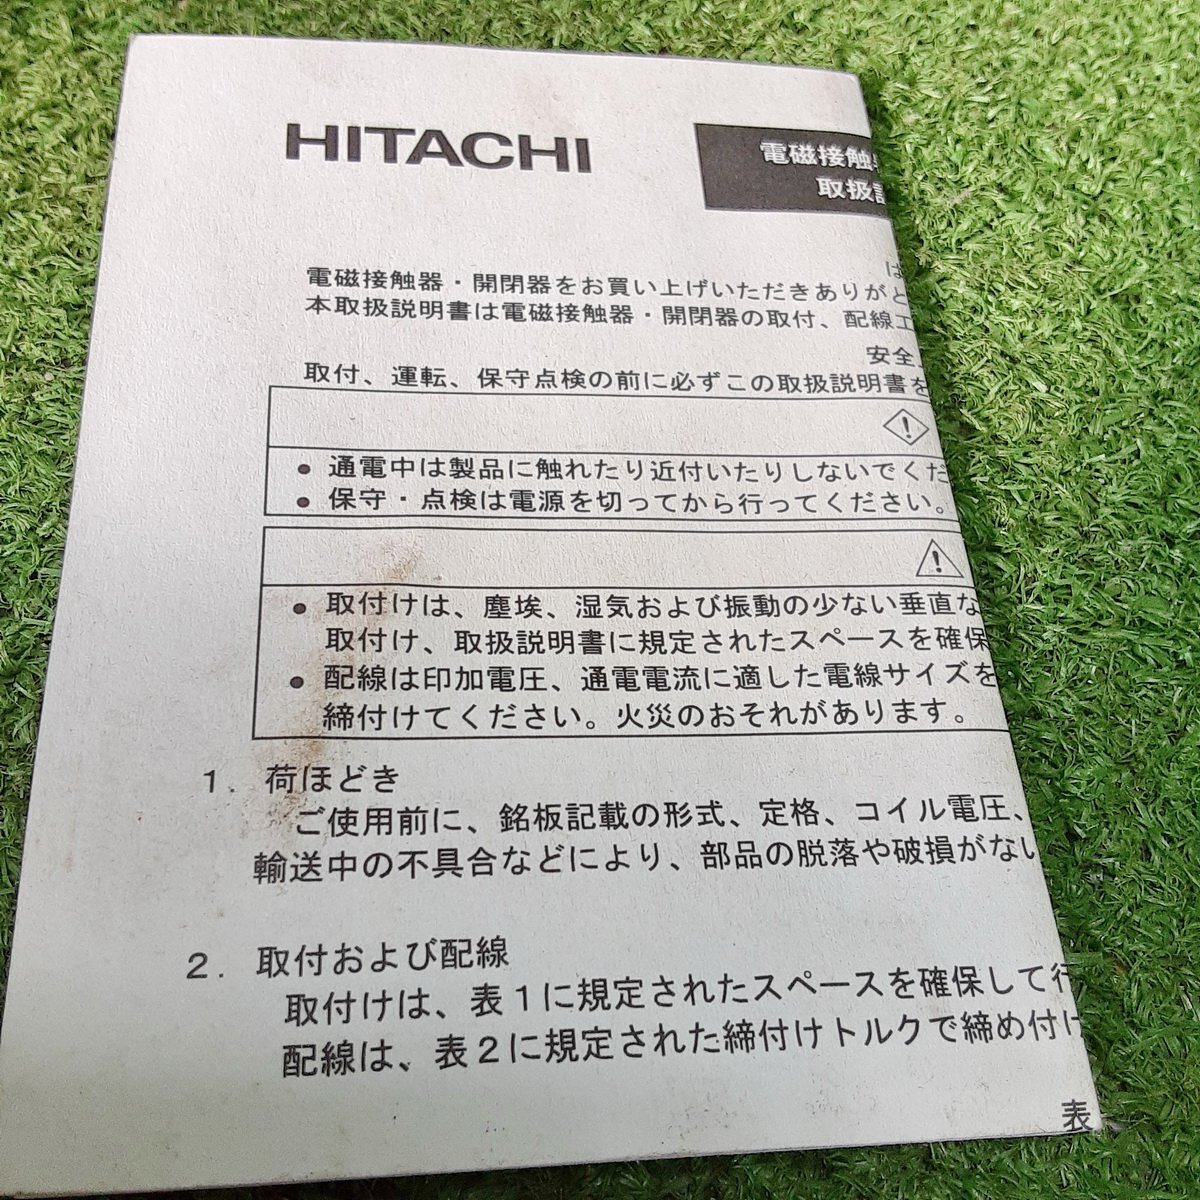 HITACHI
電磁接触
取扱
は
電磁接触器・開閉器をお買い上げいただきありがと
本取扱説明書は電磁接触器・開閉器の取付、配線工
安全
取付、運転、保守点検の前に必ずこの取扱説明書を
● 通電中は製品に触れたり近付いたりしないでくだ
● 保守・点検は電源を切ってから行ってください。
● 取付けは、塵埃、湿気および振動の少ない垂直な
取付け、取扱説明書に規定されたスペースを確保
● 配線は印加電圧、通電電流に適した電線サイズを
締付けてください。火災のおそれがあります。
1. 荷ほどき
ご使用前に、銘板記載の形式、定格、コイル電圧、
輸送中の不具合などにより、部品の脱落や破損がない
2. 取付および配線
取付けは、表1に規定されたスペースを確保して行
配線は、表2に規定された締付けトルクで締め付け
表